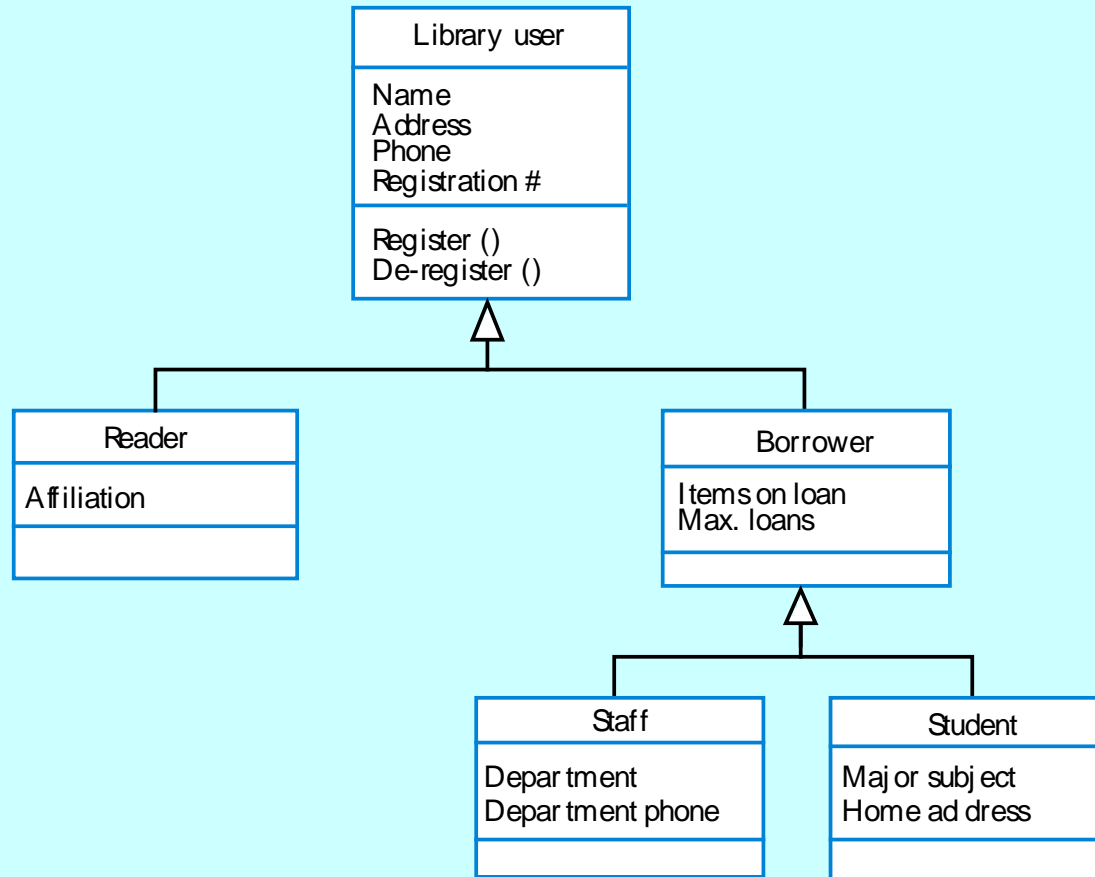 Library user
Name
Address
Phone
Registration #
Register ()
De-register ()
Reader
Affiliation
Borrower
Items on loan
Max. loans
Staff
Department
Department phone
Student
Major subject
Home address